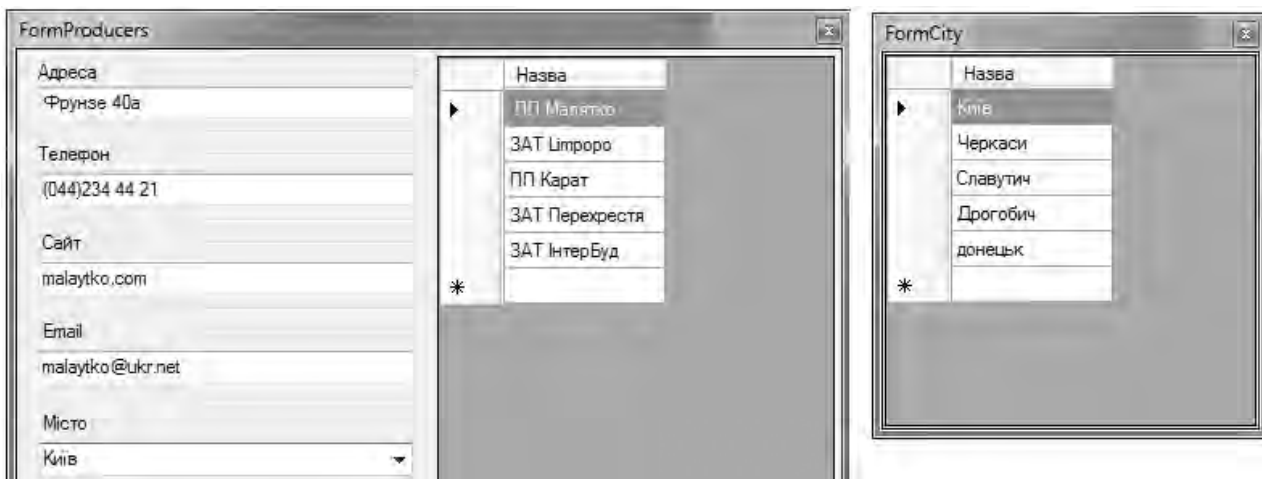 FormProducers
Адреса
Фрунзе 40а
Телефон
(044)234 44 21
Сайт
malaytko.com
Email
malaytko@ukr.net
Місто
Київ
Назва
ПП Малятко
ЗАТ Limpopo
ПП Карат
ЗАТ Перехрестя
ЗАТ ІнтерБуд
FormCity
Назва
Київ
Черкаси
Славутич
Дрогобич
донецьк